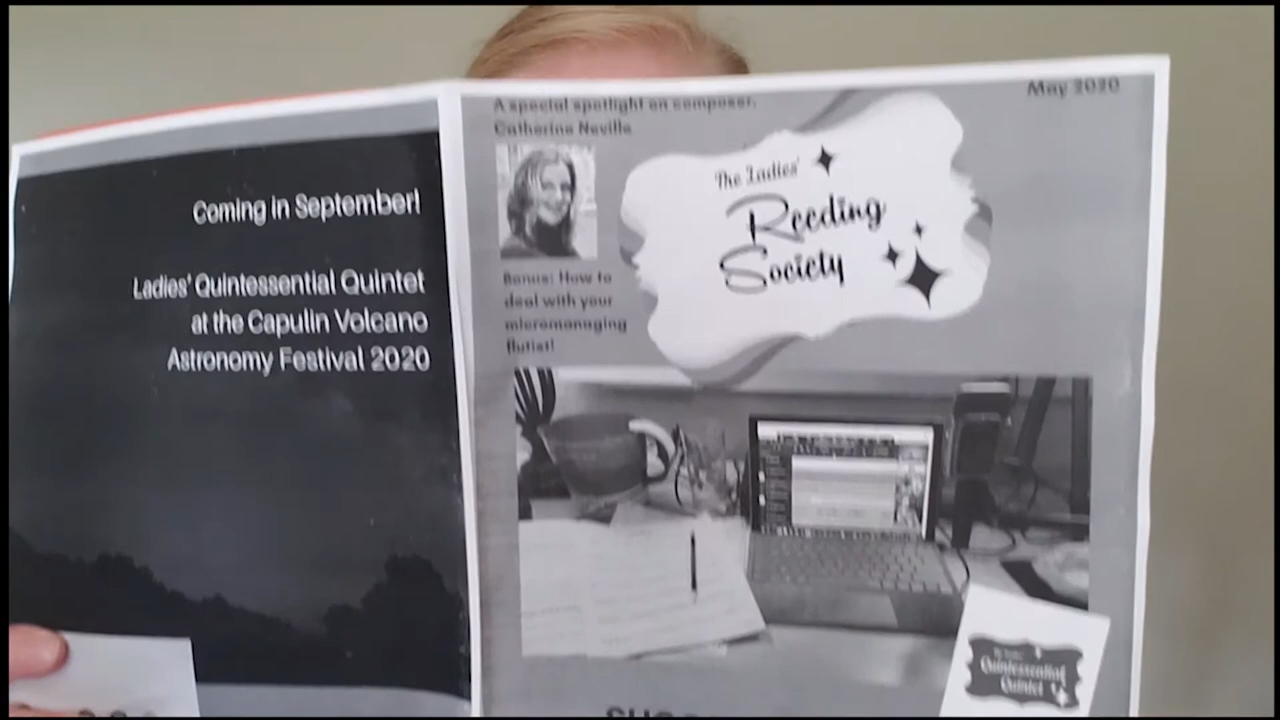 Coming in September!
Ladies' Quintessential Quintet
at the Capulin Volcano
Astronomy Festival 2020
A special spotlight on composer,
Catherine Neville
May 2020
The Ladies'
Reeding
Society
Bonus: How to
deal with your
micromanaging
flutist!
Quintessential
Quintet